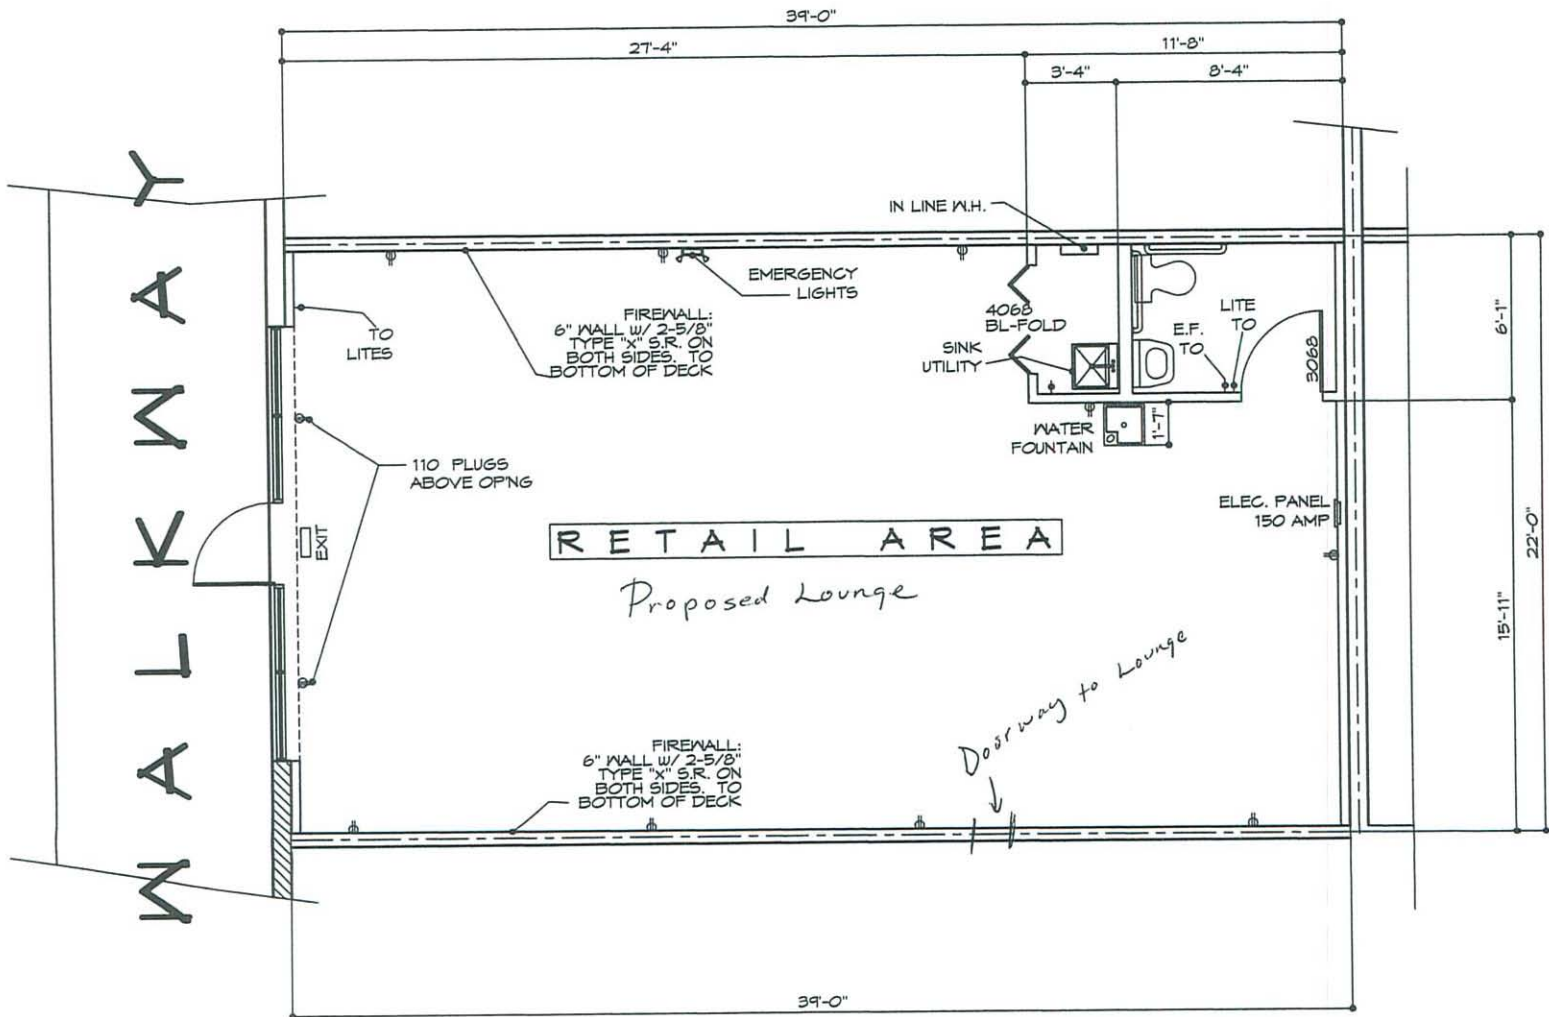 39'-0"
27'-4"
11'-8"
3'-4"
8'-4"
WALKWAY
IN LINE W.H.
EMERGENCY
LIGHTS
TO
LITES
FIREWALL:
6" WALL W/ 2-5/8"
TYPE "X" S.R. ON
BOTH SIDES. TO
BOTTOM OF DECK
4068
BL-FOLD
SINK
UTILITY
E.F.
TO
LITE
TO
3068
6'-1"
WATER
FOUNTAIN
1'-7"
110 PLUGS
ABOVE OP'NG
EXIT
ELEC. PANEL
150 AMP
RETAIL AREA
Proposed Lounge
22'-0"
15'-11"
Doorway to Lounge
FIREWALL:
6" WALL W/ 2-5/8"
TYPE "X" S.R. ON
BOTH SIDES. TO
BOTTOM OF DECK
39'-0"